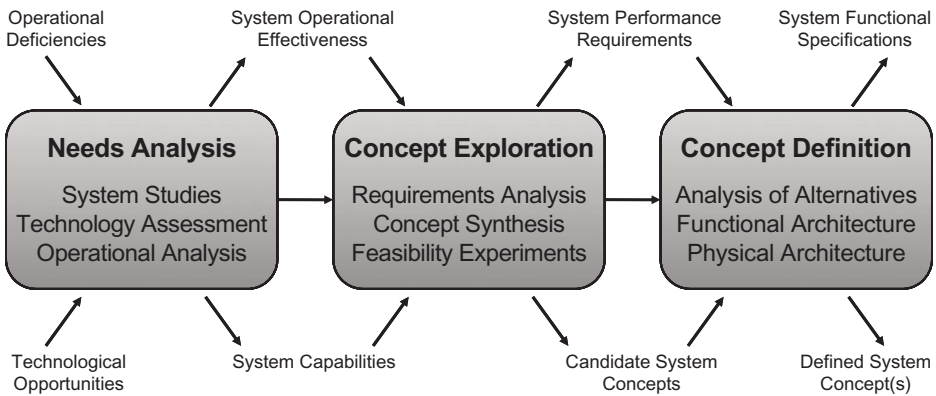 Operational
Deficiencies
System Operational
Effectiveness
System Performance
Requirements
System Functional
Specifications
Needs Analysis
System Studies
Technology Assessment
Operational Analysis
Concept Exploration
Requirements Analysis
Concept Synthesis
Feasibility Experiments
Concept Definition
Analysis of Alternatives
Functional Architecture
Physical Architecture
Technological
Opportunities
System Capabilities
Candidate System
Concepts
Defined System
Concept(s)